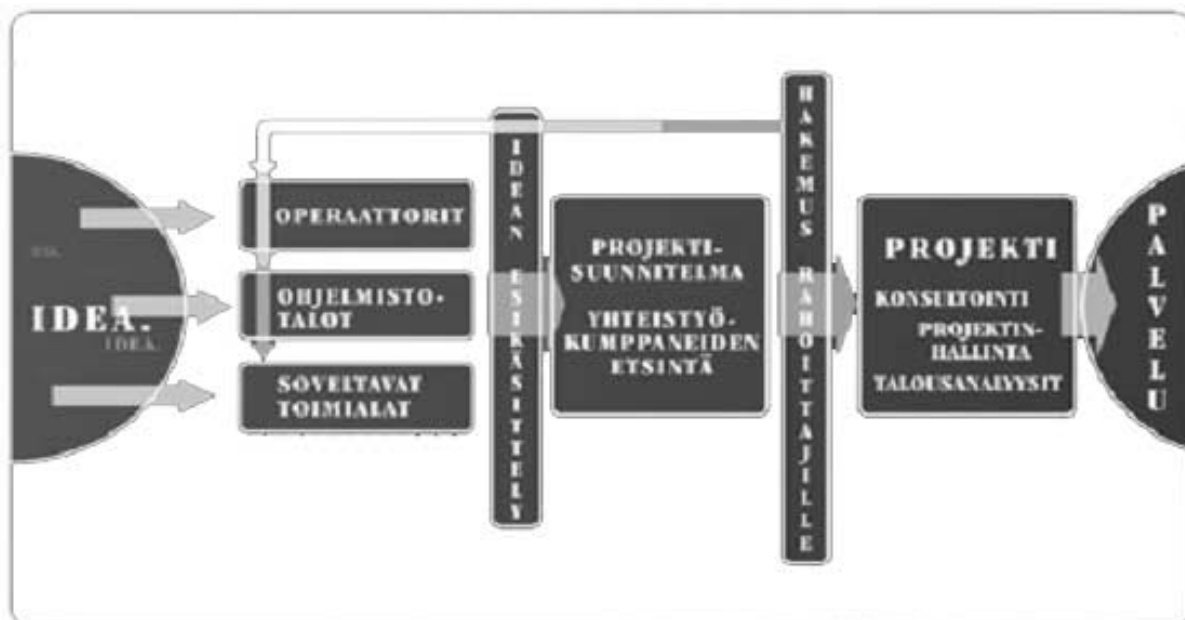 IDEA.
IDEA.
OPERAATTORIT
OHJELMISTO-
TALOT
SOVELTAVAT
TOIMIALAT
IDEAN ESIKÄSITTELY
PROJEKTI-
SUUNNITELMA
YHTEISTYÖ-
KUMPPANEIDEN
ETSINTÄ
HAKEMUS RAHOITTAJILLE
PROJEKTI
KONSULTOINTI
PROJEKTIN-
HALLINTA
TALOUSANALYYSIT
PALVELU